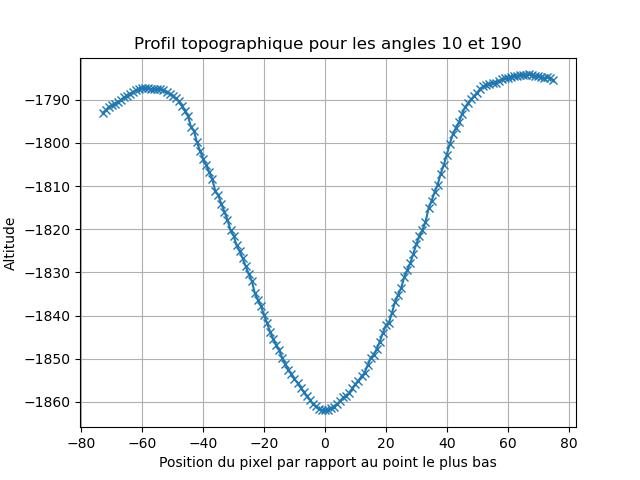 Profil topographique pour les angles 10 et 190
Altitude
−1790
−1800
−1810
−1820
−1830
−1840
−1850
−1860
−80 −60 −40 −20 0 20 40 60 80
Position du pixel par rapport au point le plus bas